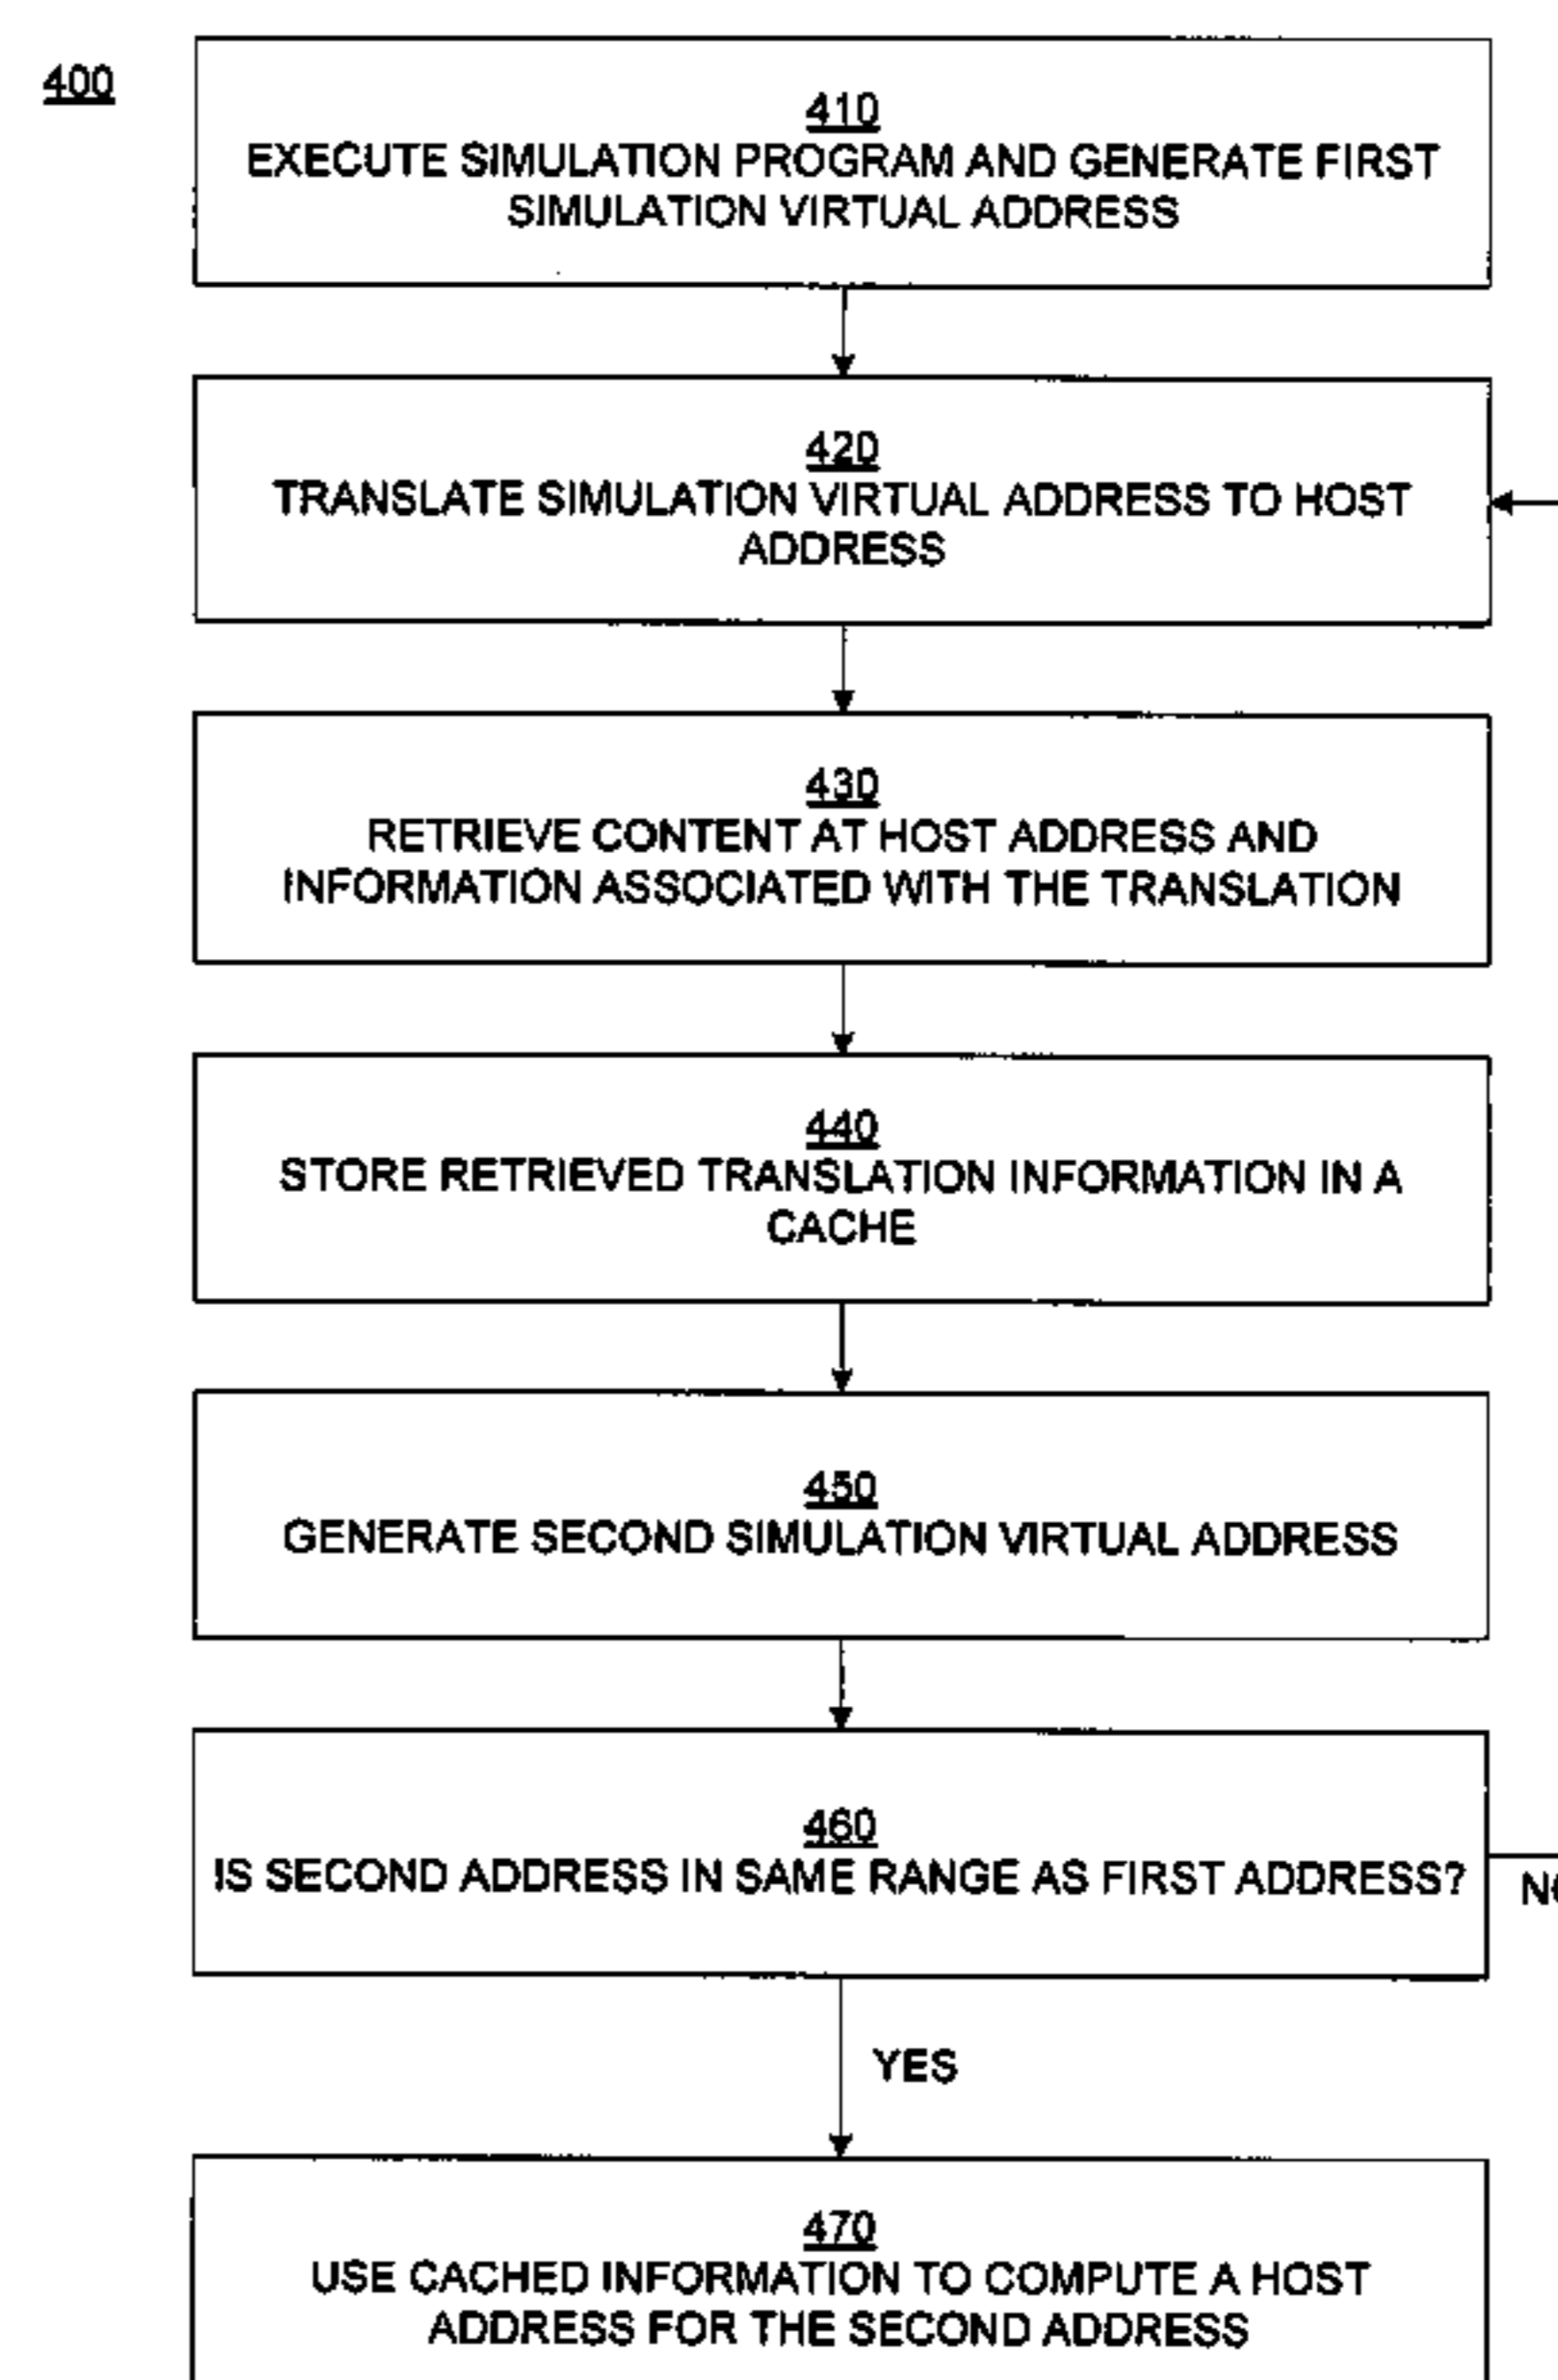 400
410
EXECUTE SIMULATION PROGRAM AND GENERATE FIRST
SIMULATION VIRTUAL ADDRESS
420
TRANSLATE SIMULATION VIRTUAL ADDRESS TO HOST
ADDRESS
430
RETRIEVE CONTENT AT HOST ADDRESS AND
INFORMATION ASSOCIATED WITH THE TRANSLATION
440
STORE RETRIEVED TRANSLATION INFORMATION IN A
CACHE
450
GENERATE SECOND SIMULATION VIRTUAL ADDRESS
460
IS SECOND ADDRESS IN SAME RANGE AS FIRST ADDRESS?
YES
470
USE CACHED INFORMATION TO COMPUTE A HOST
ADDRESS FOR THE SECOND ADDRESS